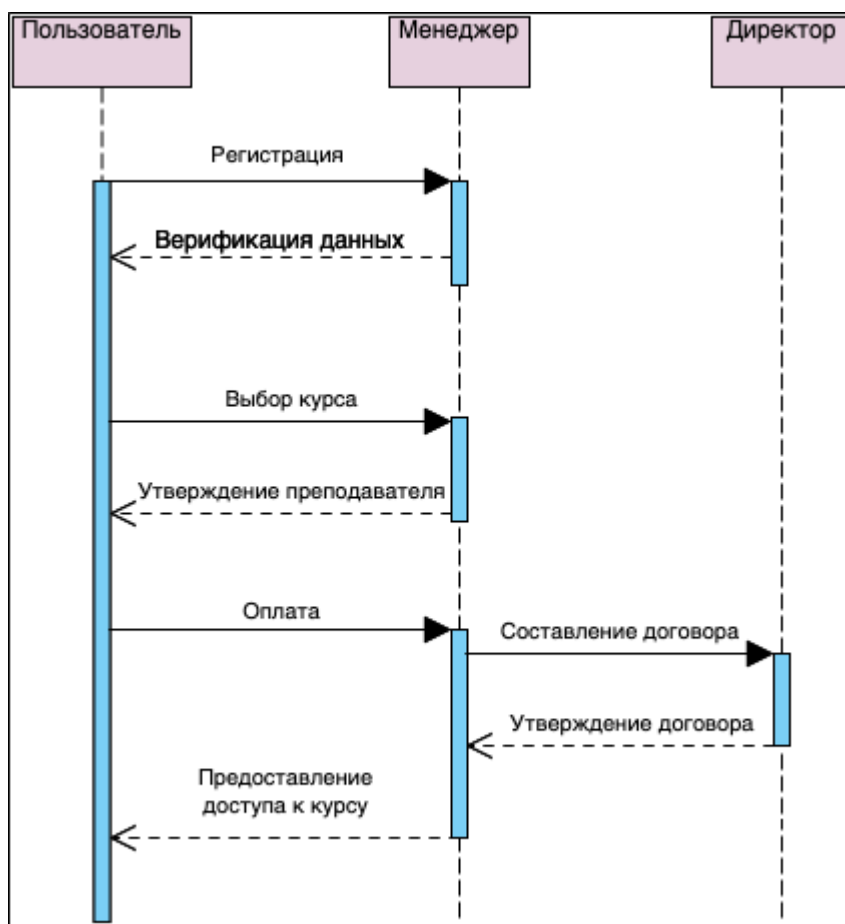 Пользователь
Менеджер
Директор
Регистрация
Верификация данных
Выбор курса
Утверждение преподавателя
Оплата
Составление договора
Утверждение договора
Предоставление
доступа к курсу